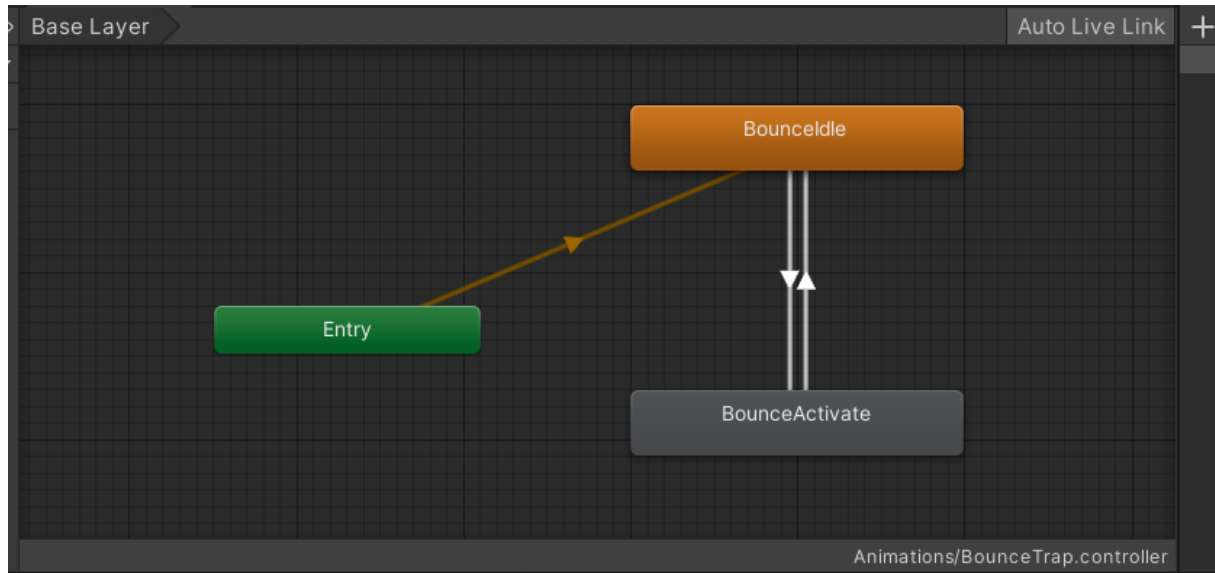 Base Layer
Auto Live Link
BounceIdle
Entry
BounceActivate
Animations/BounceTrap.controller